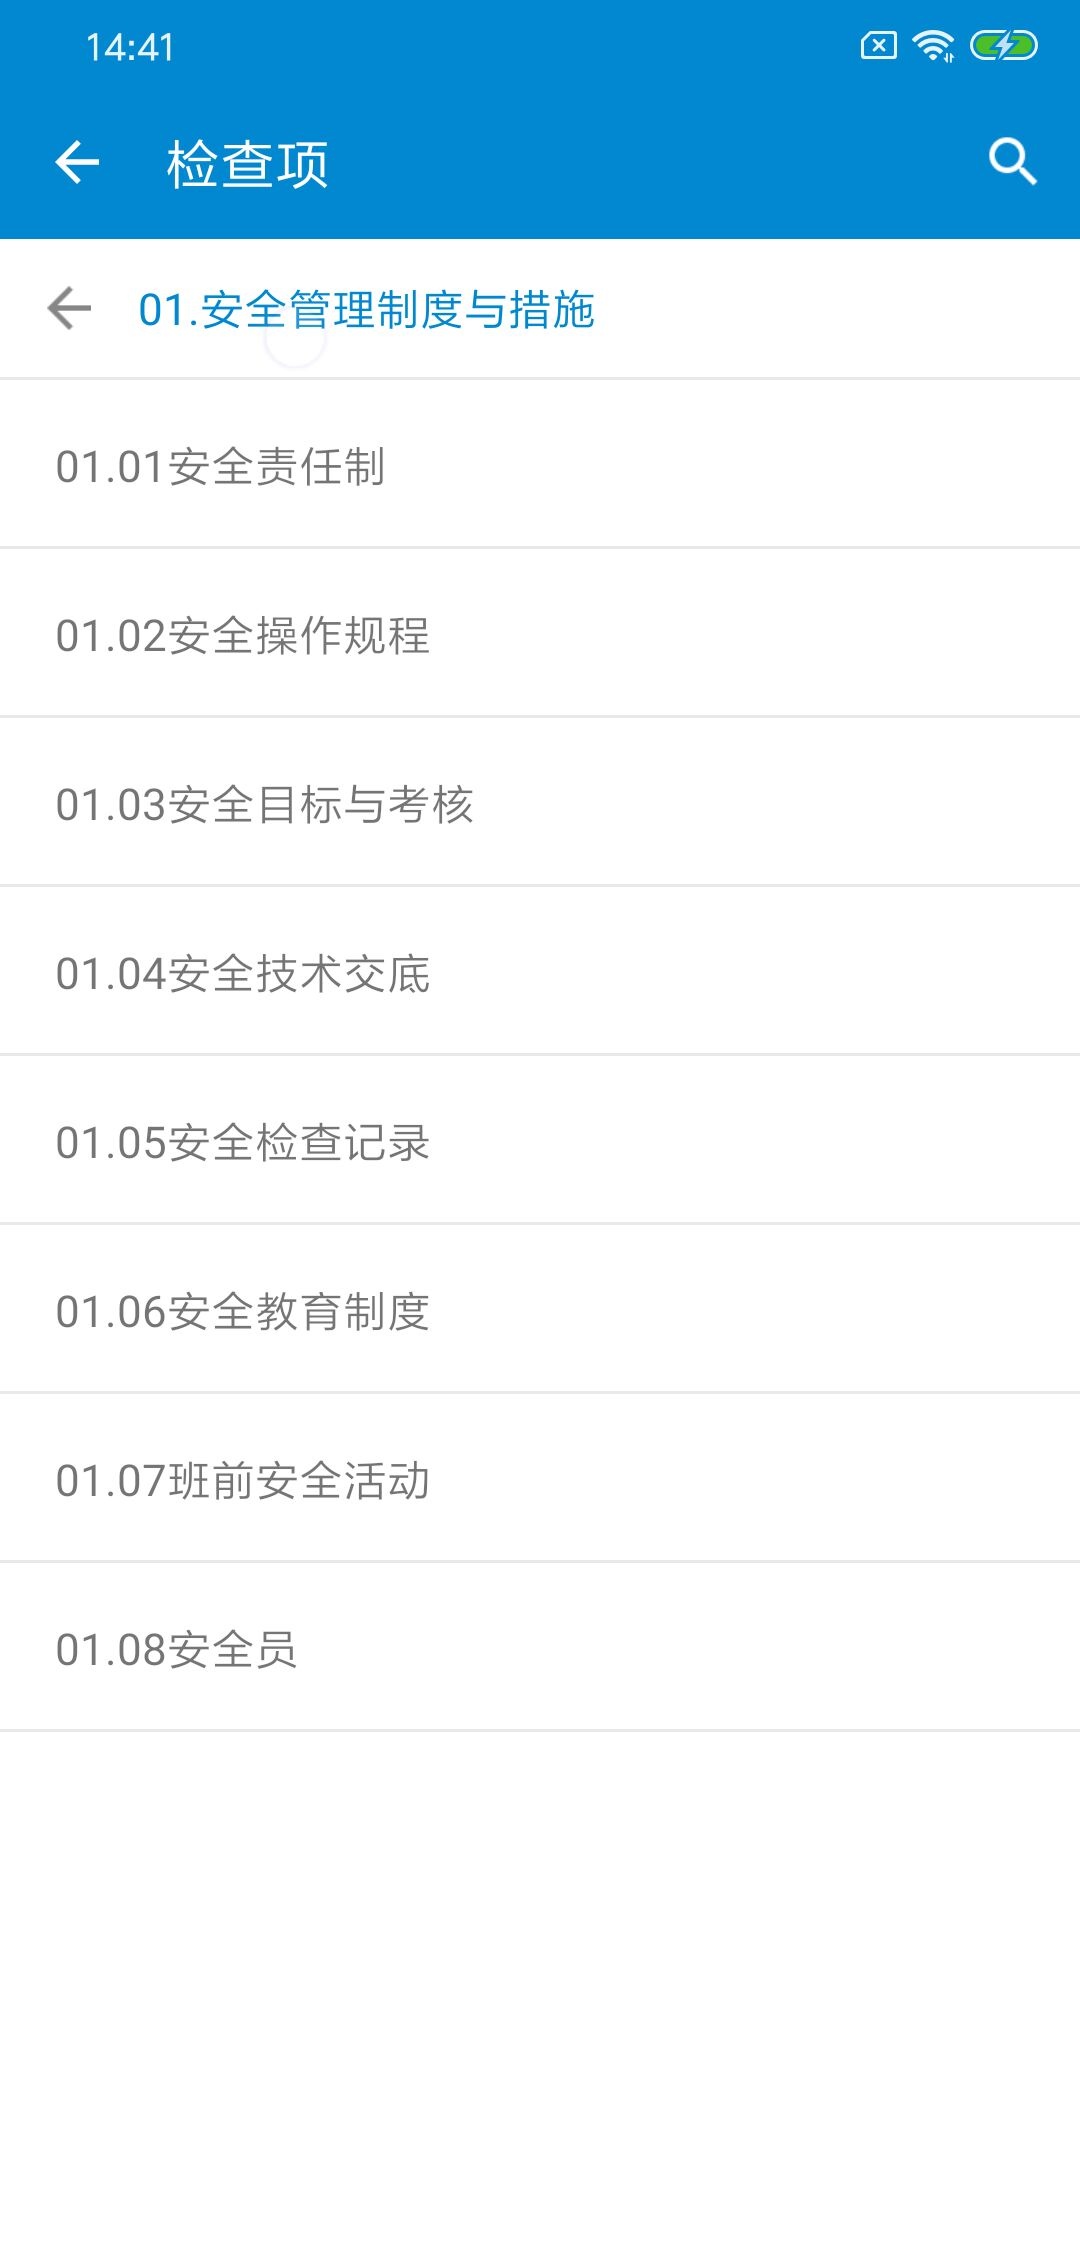 14:41
检查项
01.安全管理制度与措施
01.01安全责任制
01.02安全操作规程
01.03安全目标与考核
01.04安全技术交底
01.05安全检查记录
01.06安全教育制度
01.07班前安全活动
01.08安全员